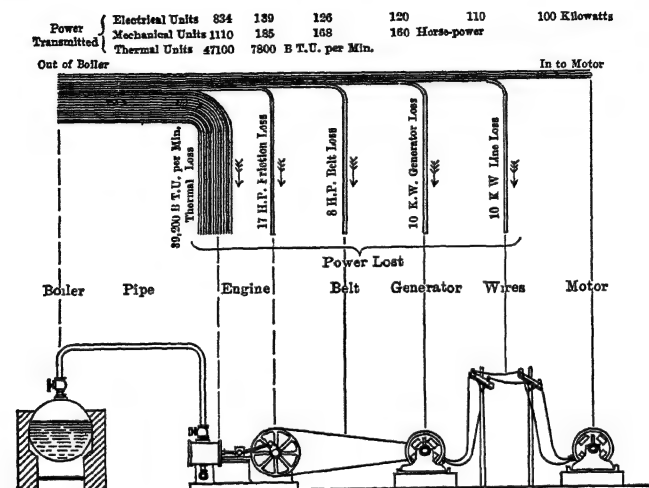 Power Transmitted { Electrical Units 834 139 126 120 110 100 Kilowatts
Mechanical Units 1110 185 168 160 Horse-power
Thermal Units 47100 7800 B T.U. per Min.
Out of Boiler In to Motor
39,200 B T.U. per Min.
Thermal Loss
17 H.P. Friction Loss
8 H.P. Belt Loss
10 K.W. Generator Loss
10 K W Line Loss
Power Lost
Boiler Pipe Engine Belt Generator Wires Motor